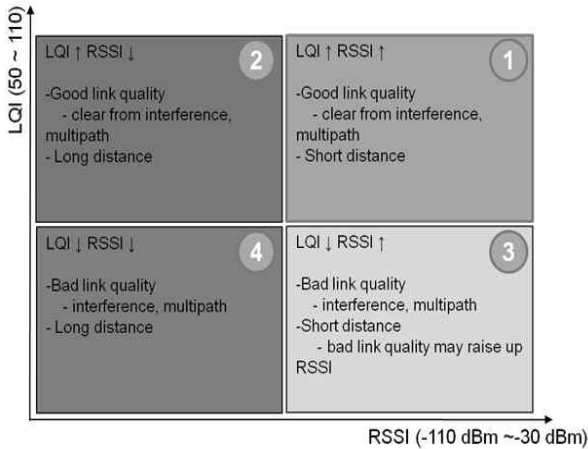 LQI (50 ~ 110)
LQI ↑ RSSI ↓
2
-Good link quality
- clear from interference,
multipath
- Long distance
LQI ↑ RSSI ↑
1
-Good link quality
- clear from interference,
multipath
- Short distance
LQI ↓ RSSI ↓
4
-Bad link quality
- interference, multipath
- Long distance
LQI ↓ RSSI ↑
3
-Bad link quality
- interference, multipath
-Short distance
- bad link quality may raise up
RSSI
RSSI (-110 dBm ~-30 dBm)